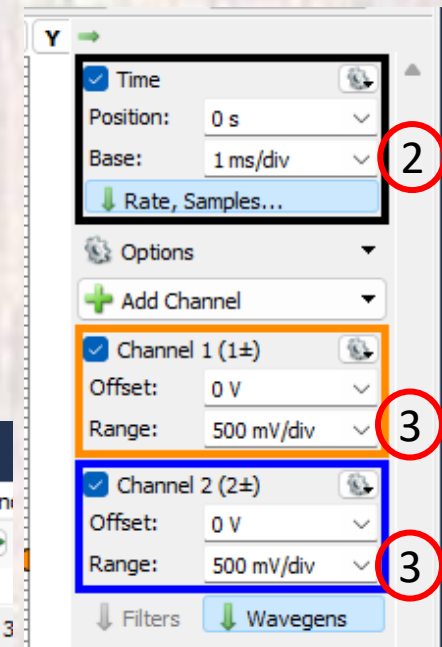 Y
Time
Position: 0 s
Base: 1 ms/div 2
Rate, Samples...
Options
Add Channel
Channel 1 (1±)
Offset: 0 V
Range: 500 mV/div 3
Channel 2 (2±)
Offset: 0 V
Range: 500 mV/div 3
Filters Wavegens
3